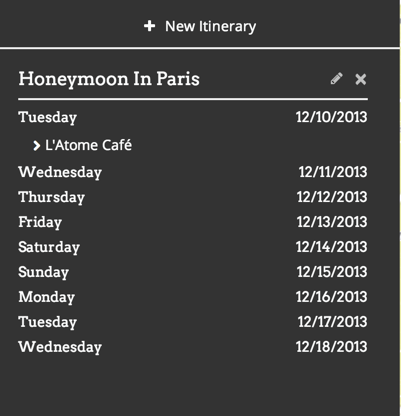 New Itinerary
Honeymoon In Paris
Tuesday 12/10/2013
L'Atome Café
Wednesday 12/11/2013
Thursday 12/12/2013
Friday 12/13/2013
Saturday 12/14/2013
Sunday 12/15/2013
Monday 12/16/2013
Tuesday 12/17/2013
Wednesday 12/18/2013